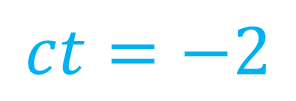 ct = −2